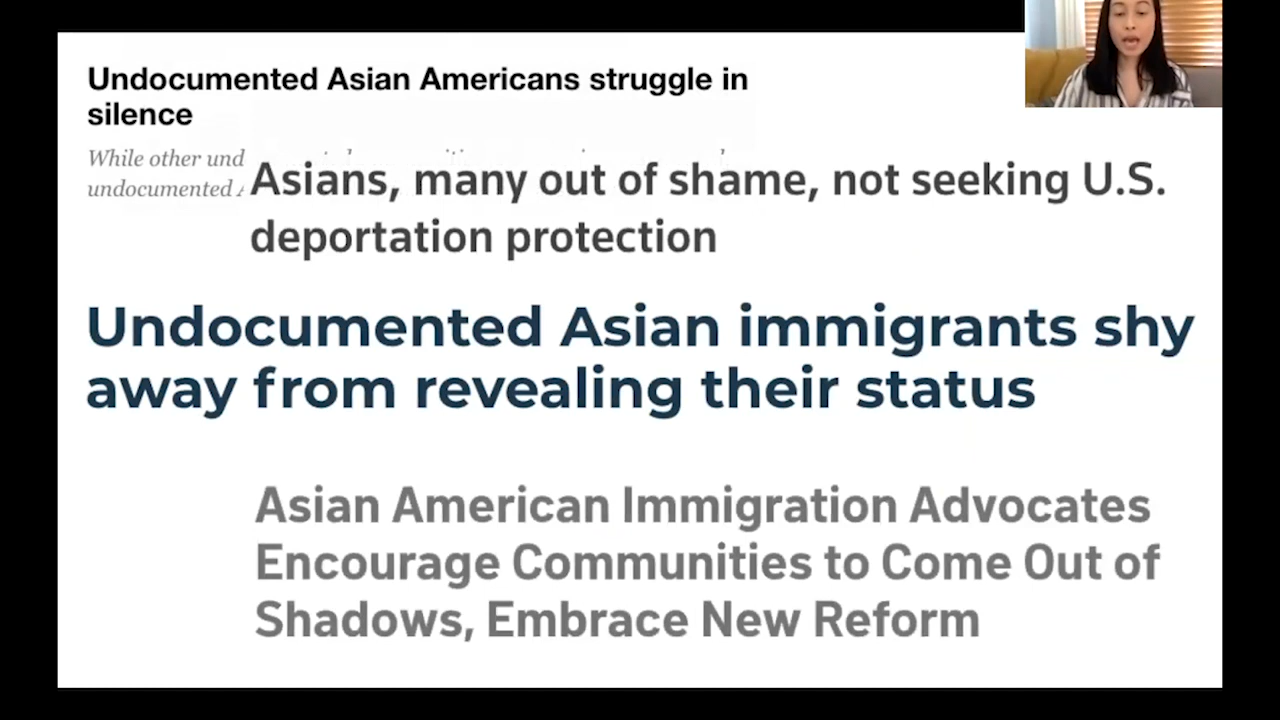 Undocumented Asian Americans struggle in
silence
While other und
undocumented
Asians, many out of shame, not seeking U.S.
deportation protection
Undocumented Asian immigrants shy
away from revealing their status
Asian American Immigration Advocates
Encourage Communities to Come Out of
Shadows, Embrace New Reform